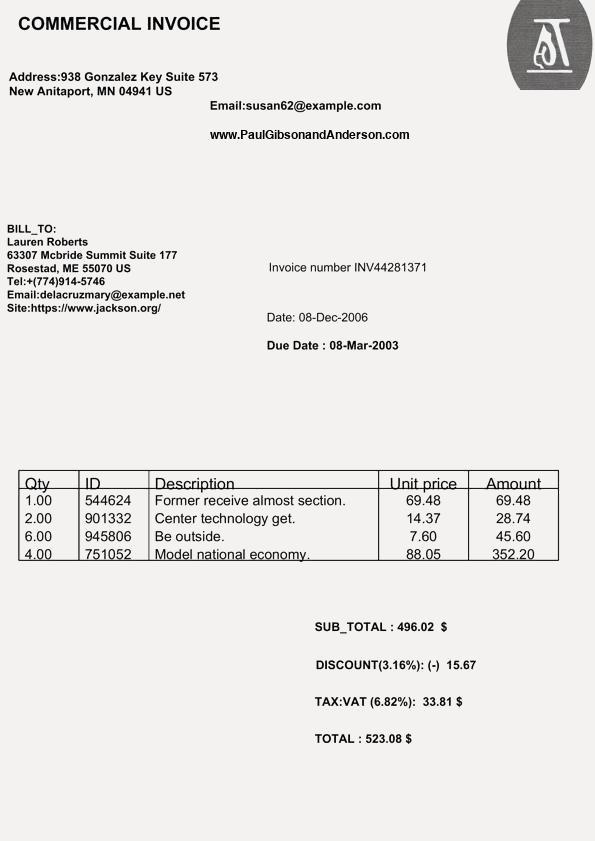 COMMERCIAL INVOICE
Address:938 Gonzalez Key Suite 573
New Anitaport, MN 04941 US
Email:susan62@example.com
www.PaulGibsonandAnderson.com
BILL_TO:
Lauren Roberts
63307 Mcbride Summit Suite 177
Rosestad, ME 55070 US
Tel:+(774)914-5746
Email:delacruzmary@example.net
Site:https://www.jackson.org/
Invoice number INV44281371
Date: 08-Dec-2006
Due Date : 08-Mar-2003
Qty ID Description Unit price Amount
1.00 544624 Former receive almost section. 69.48 69.48
2.00 901332 Center technology get. 14.37 28.74
6.00 945806 Be outside. 7.60 45.60
4.00 751052 Model national economy. 88.05 352.20
SUB_TOTAL : 496.02 $
DISCOUNT(3.16%): (-) 15.67
TAX:VAT (6.82%): 33.81 $
TOTAL : 523.08 $